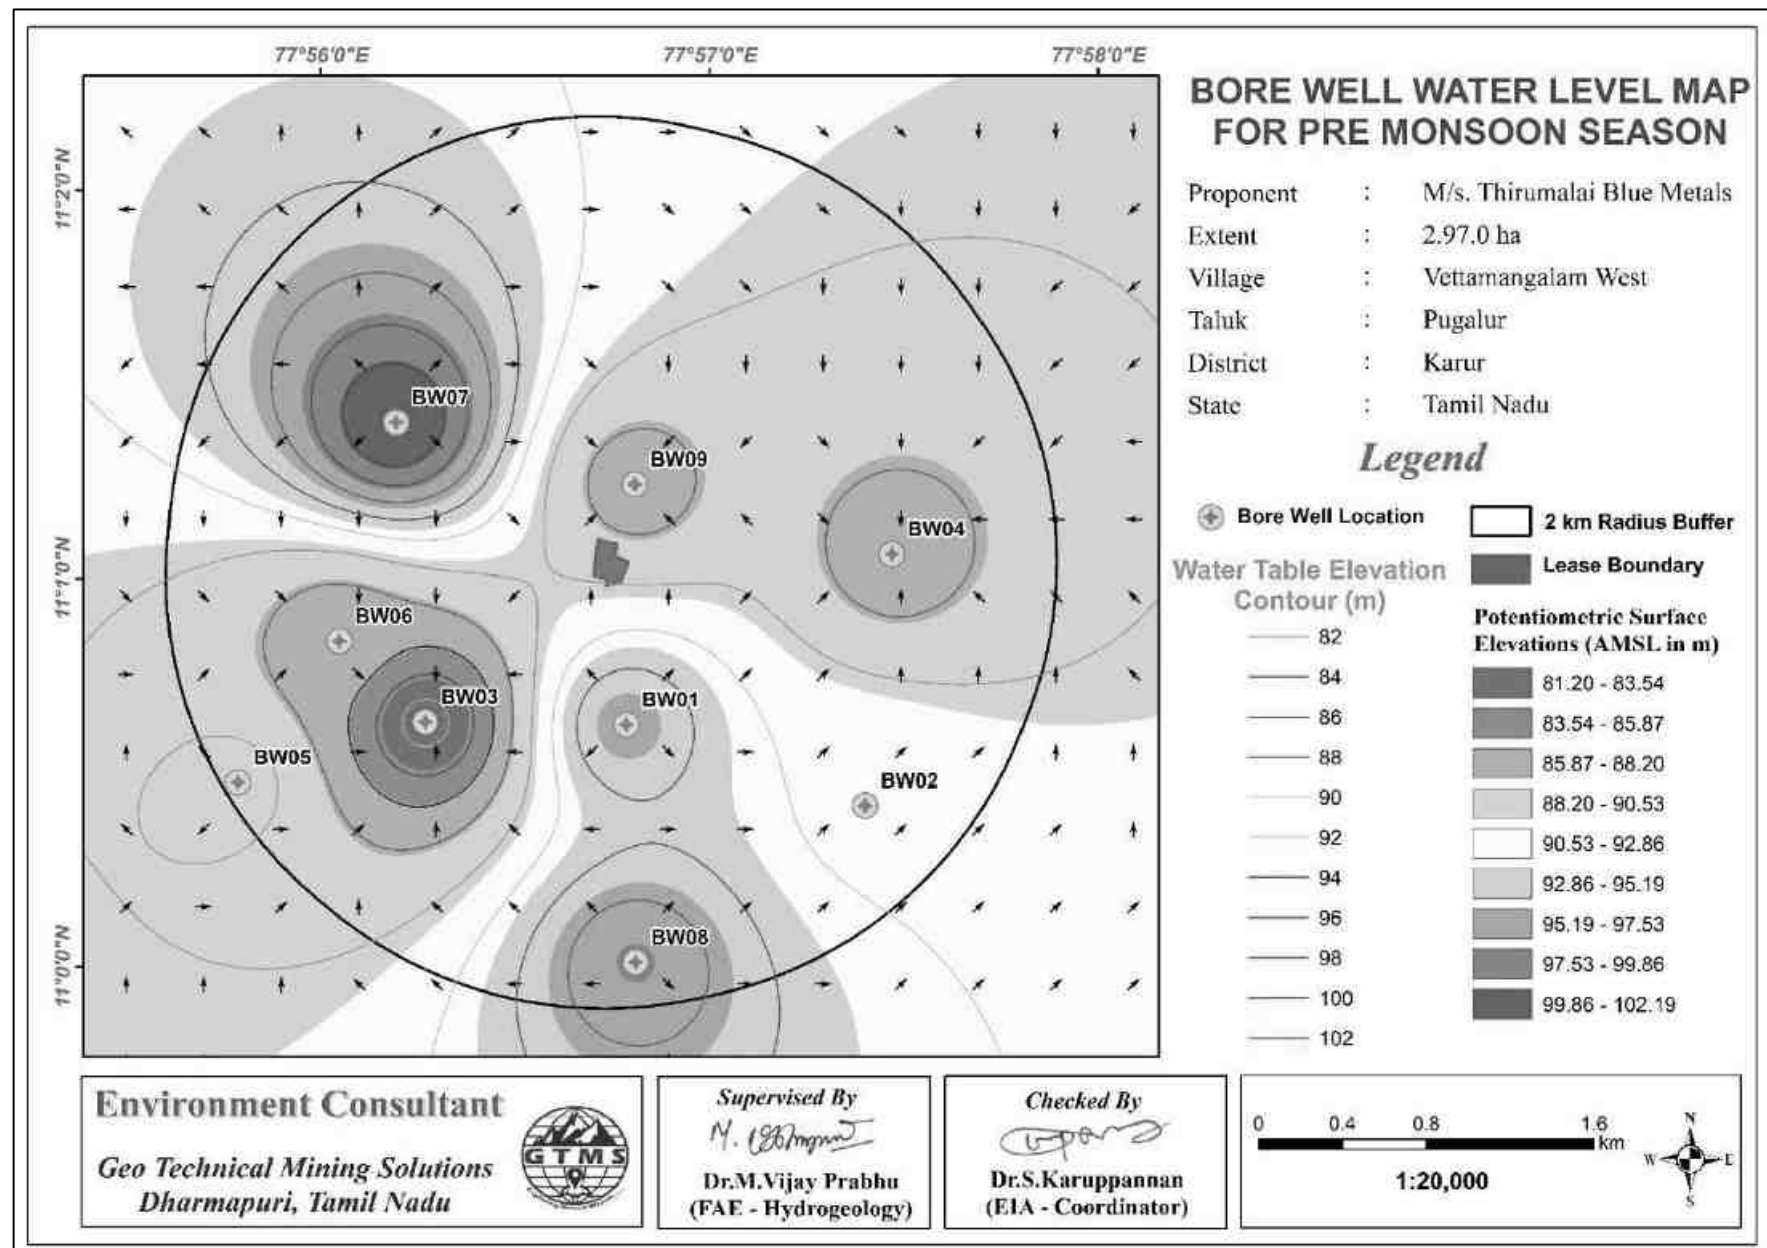 77°56'0"E
77°57'0"E
77°58'0"E
11°2'0"N
11°1'0"N
11°0'0"N
BW07
BW09
BW04
BW06
BW03
BW01
BW05
BW02
BW08
BORE WELL WATER LEVEL MAP
FOR PRE MONSOON SEASON
Proponent : M/s. Thirumalai Blue Metals
Extent : 2.97.0 ha
Village : Vettamangalam West
Taluk : Pugalur
District : Karur
State : Tamil Nadu
Legend
Bore Well Location
2 km Radius Buffer
Lease Boundary
Water Table Elevation
Contour (m)
82
84
86
88
90
92
94
96
98
100
102
Potentiometric Surface
Elevations (AMSL in m)
81.20 - 83.54
83.54 - 85.87
85.87 - 88.20
88.20 - 90.53
90.53 - 92.86
92.86 - 95.19
95.19 - 97.53
97.53 - 99.86
99.86 - 102.19
Environment Consultant
Geo Technical Mining Solutions
Dharmapuri, Tamil Nadu
GTMS
Supervised By
Dr.M.Vijay Prabhu
(FAE - Hydrogeology)
Checked By
Dr.S.Karuppannan
(EIA - Coordinator)
0 0.4 0.8 1.6
km
1:20,000
N
W E
S